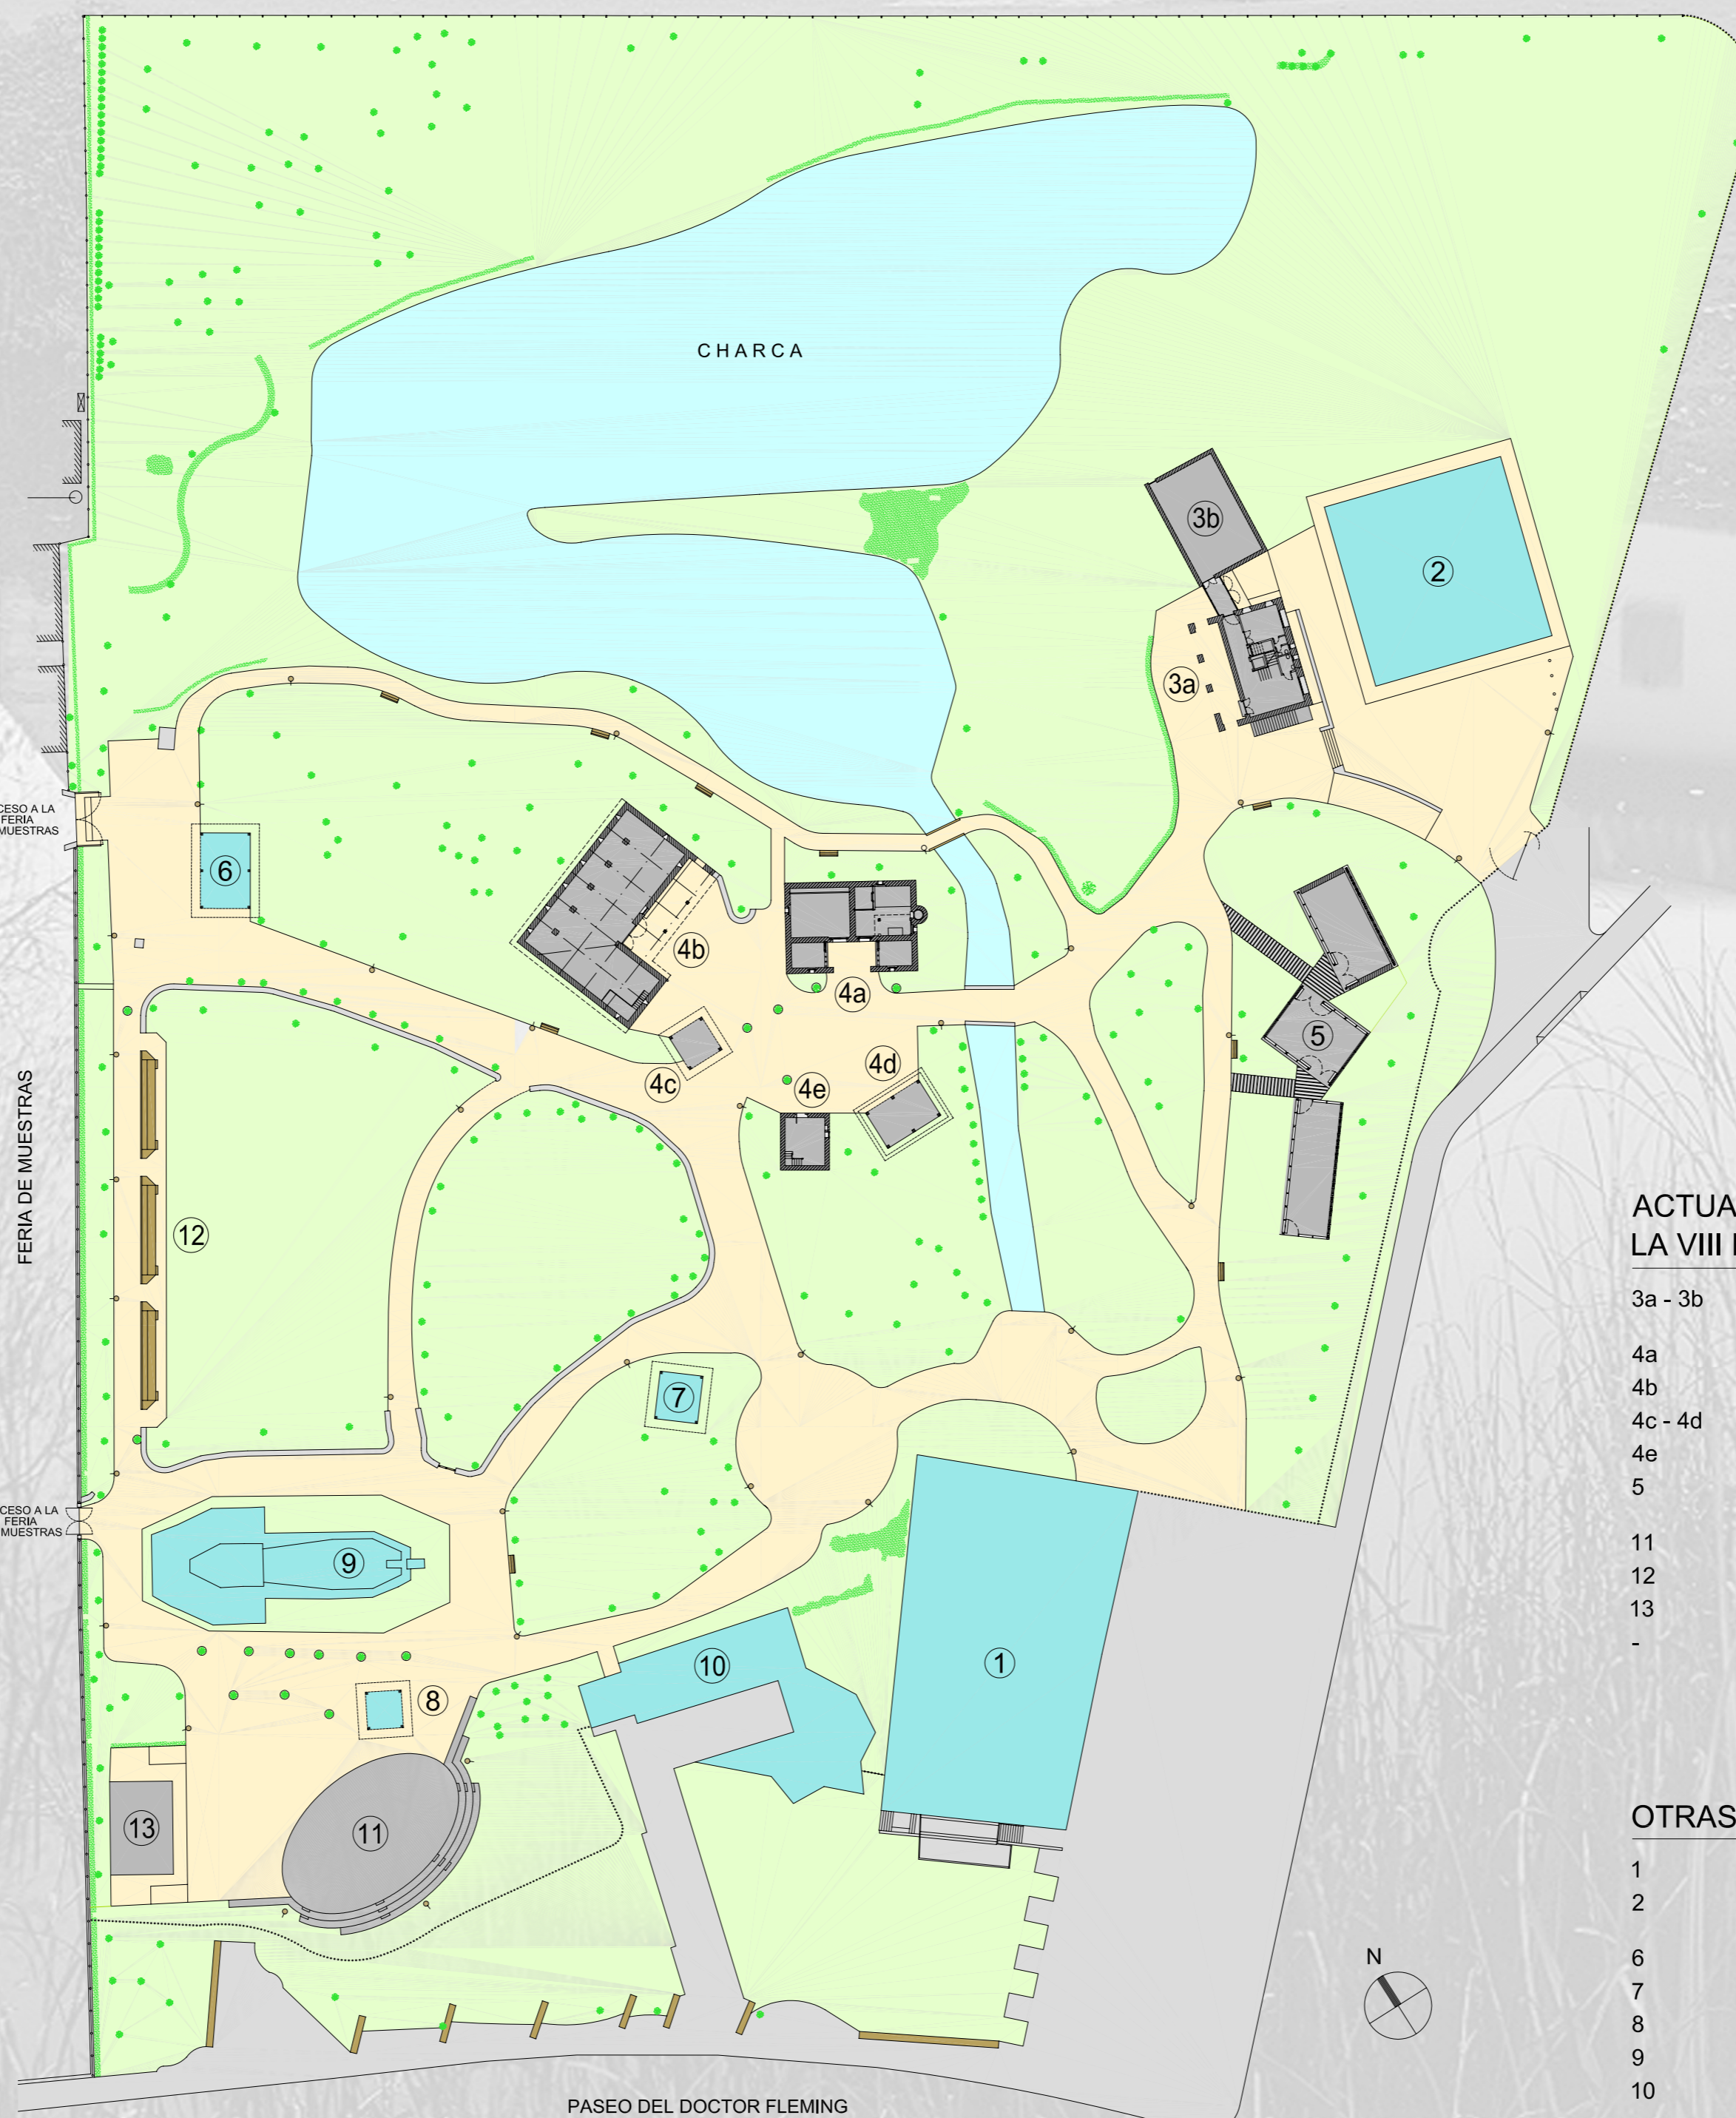 CHARCA
3b
2
3a
CESO A LA
FERIA
MUESTRAS
6
4b
4a
5
4c
4d
4e
FERIA DE MUESTRAS
12
ACTUA
LA VIII
3a - 3b
4a
4b
4c - 4d
4e
5
11
12
13
-
7
CESO A LA
FERIA
MUESTRAS
9
10
1
8
13
11
OTRAS
1
2
6
7
8
9
10
N
PASEO DEL DOCTOR FLEMING